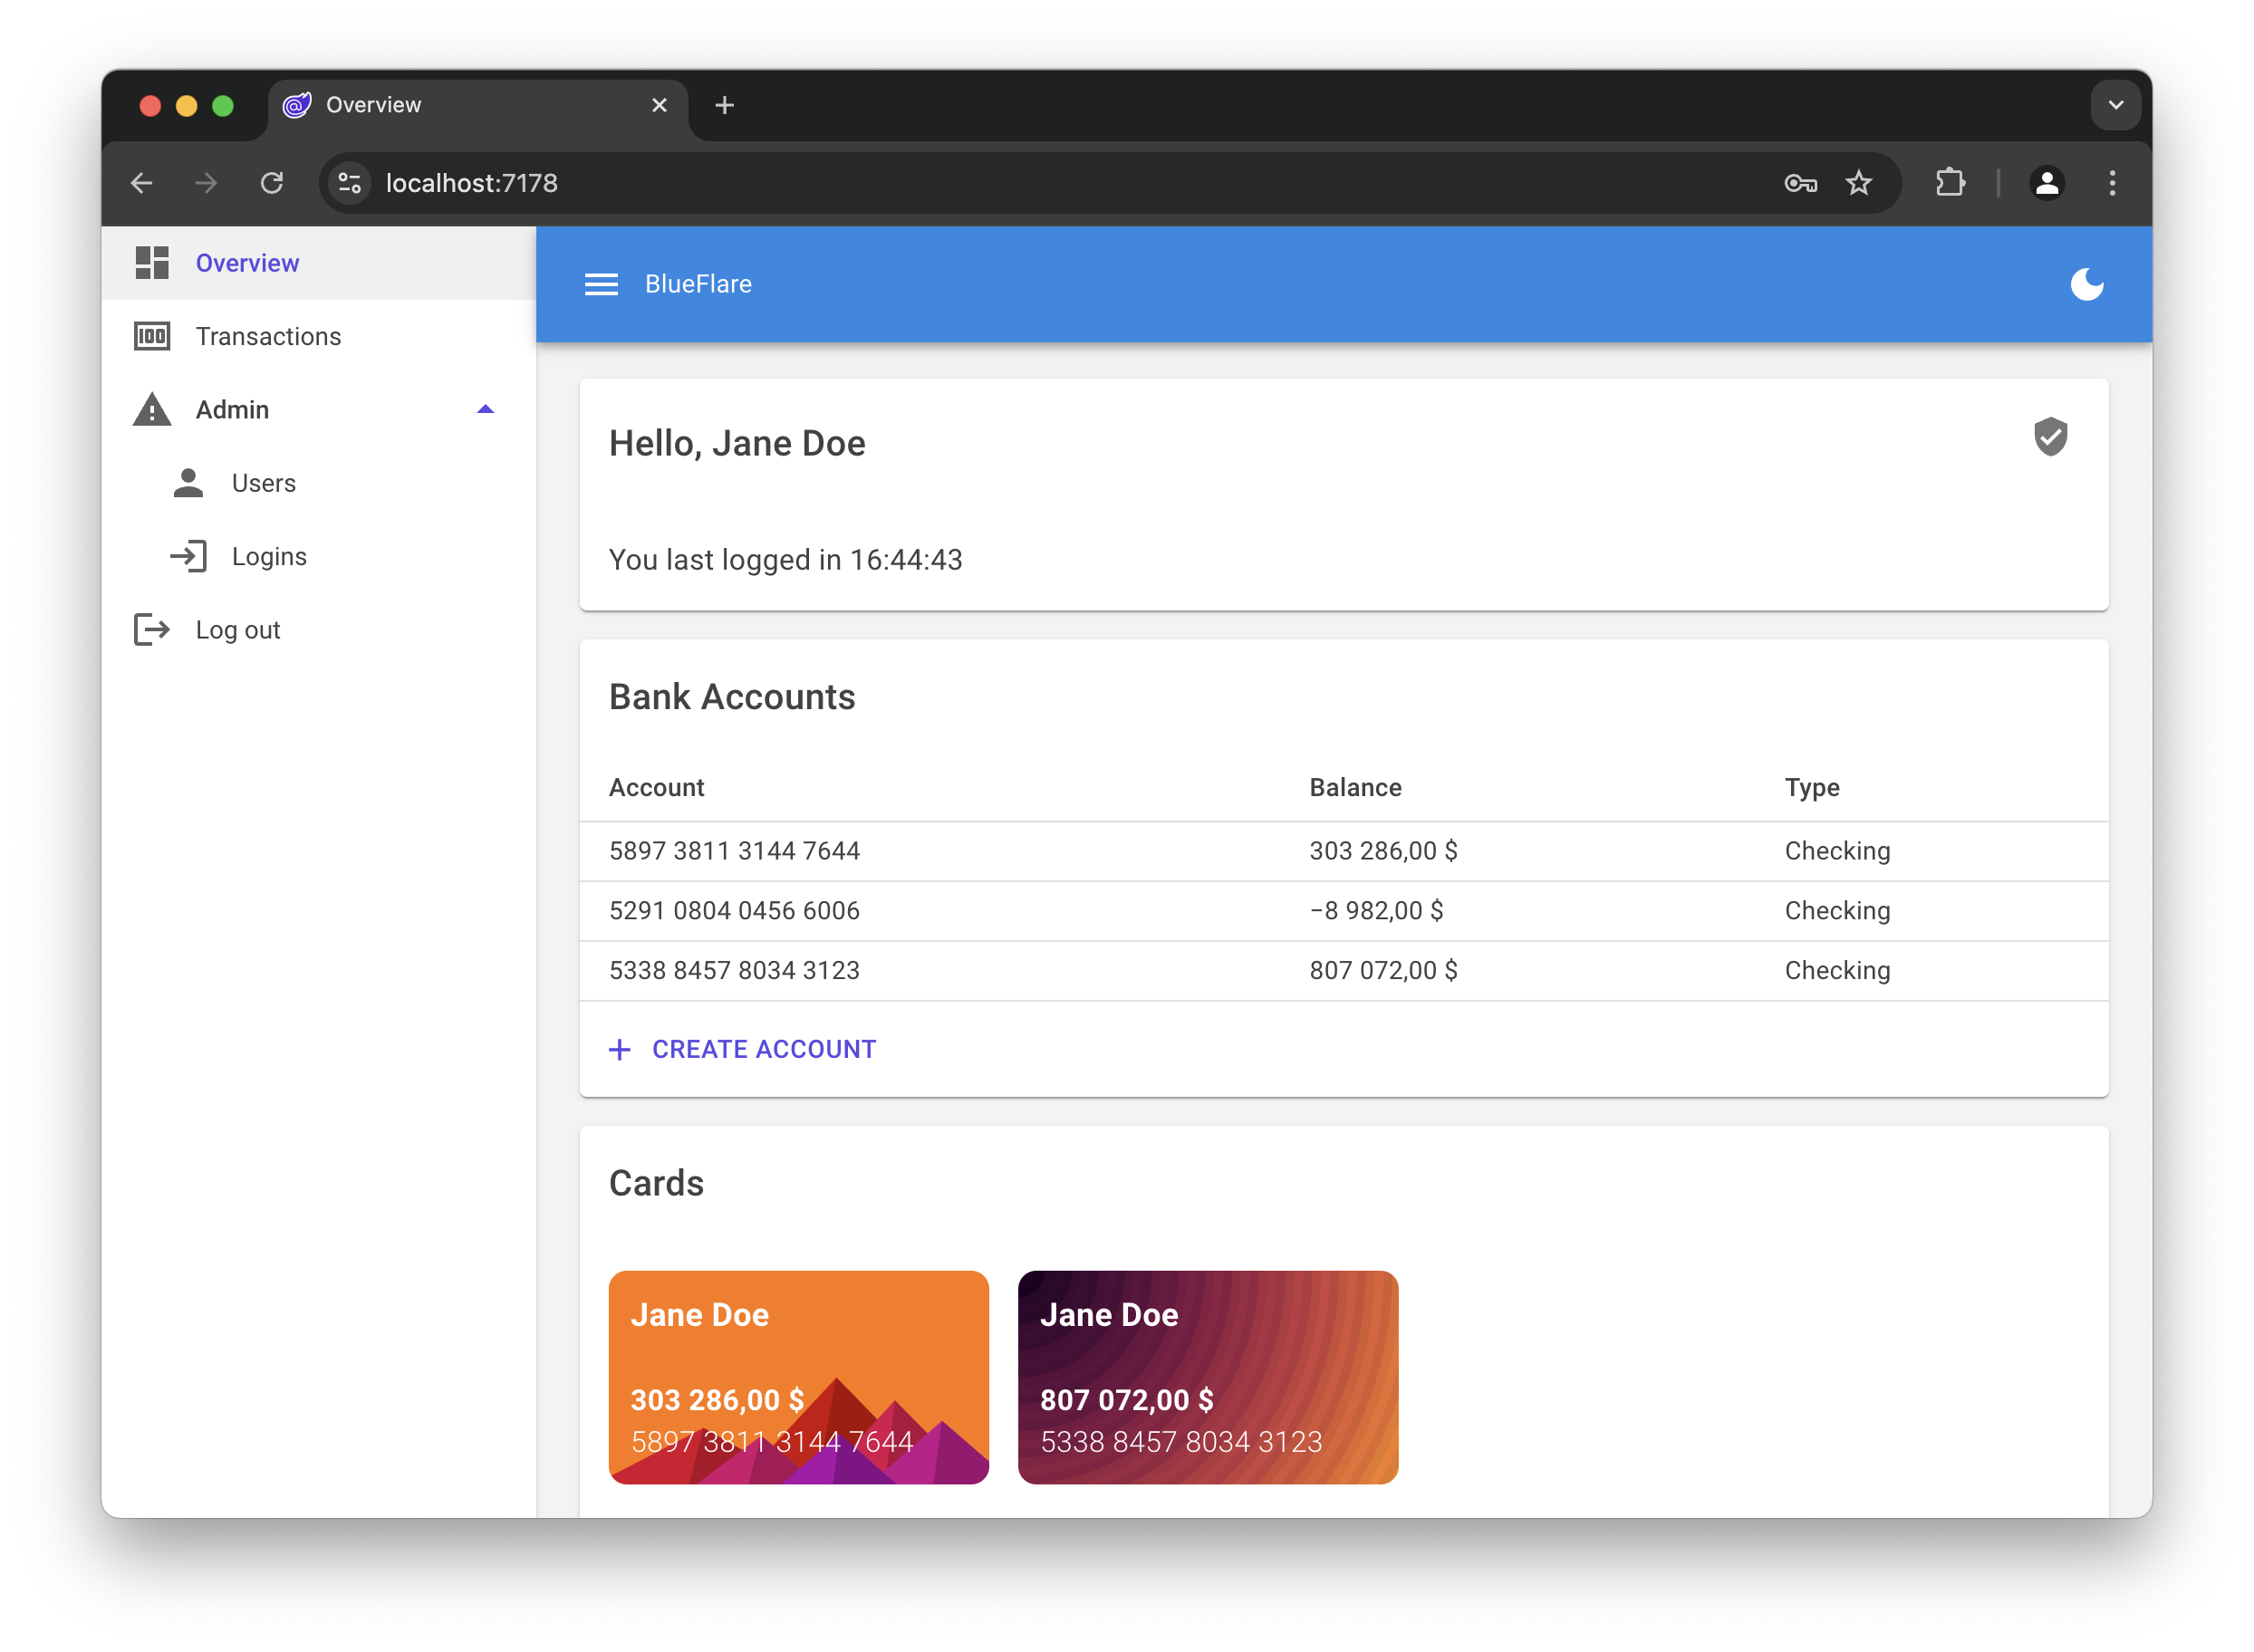 Overview
localhost:7178
Overview
Transactions
Admin
Users
Logins
Log out
BlueFlare
Hello, Jane Doe
You last logged in 16:44:43
Bank Accounts
Account Balance Type
5897 3811 3144 7644 303 286,00 $ Checking
5291 0804 0456 6006 −8 982,00 $ Checking
5338 8457 8034 3123 807 072,00 $ Checking
CREATE ACCOUNT
Cards
Jane Doe
303 286,00 $
5897 3811 3144 7644
Jane Doe
807 072,00 $
5338 8457 8034 3123